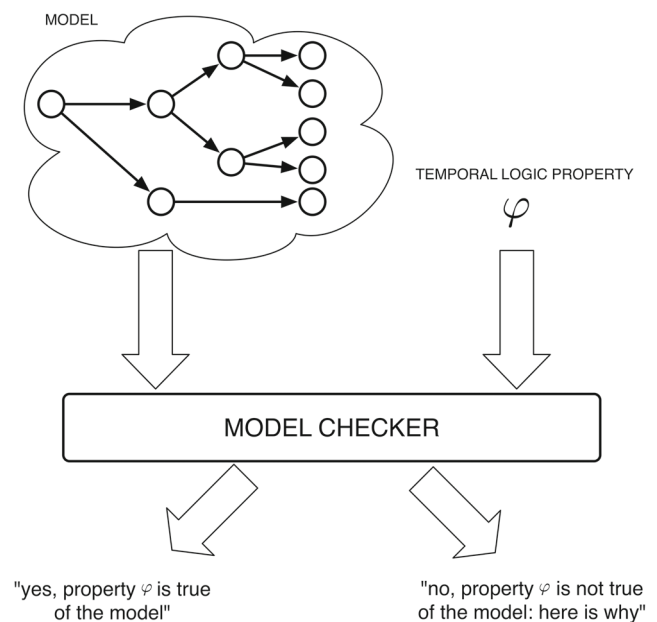 MODEL
TEMPORAL LOGIC PROPERTY
φ
MODEL CHECKER
"yes, property φ is true
of the model"
"no, property φ is not true
of the model: here is why"